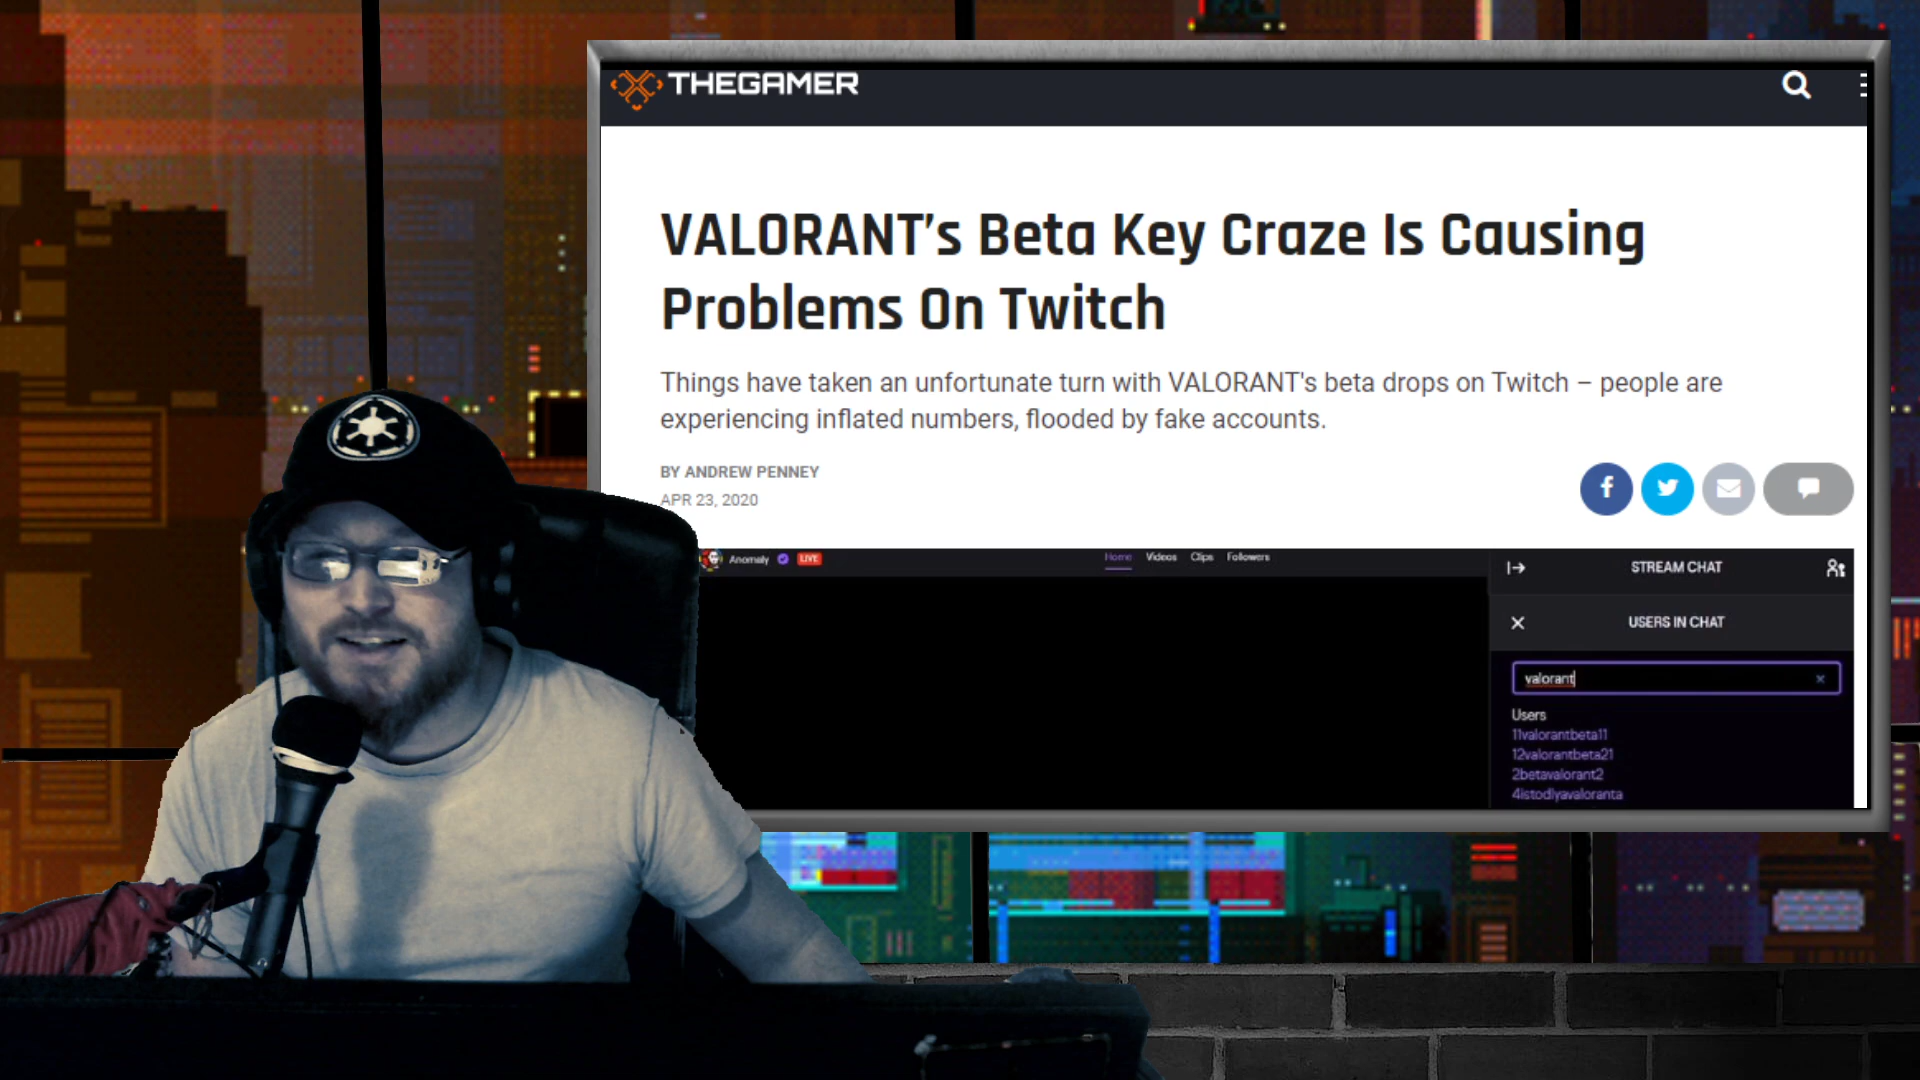 THEGAMER
VALORANT's Beta Key Craze Is Causing
Problems On Twitch
Things have taken an unfortunate turn with VALORANT's beta drops on Twitch – people are
experiencing inflated numbers, flooded by fake accounts.
BY ANDREW PENNEY
APR 23, 2020
Anomaly LIVE Home Videos Clips Followers
STREAM CHAT
USERS IN CHAT
valorant
Users
11valorantbeta11
12valorantbeta21
2betavalorant2
4istodlyavaloranta